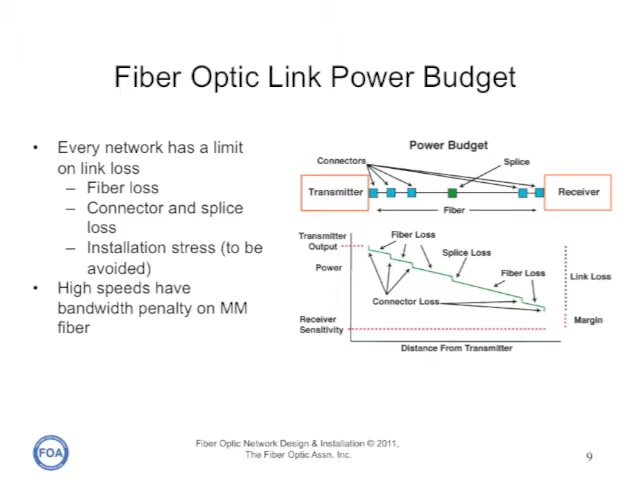 Fiber Optic Link Power Budget
• Every network has a limit
on link loss
– Fiber loss
– Connector and splice
loss
– Installation stress (to be
avoided)
• High speeds have
bandwidth penalty on MM
fiber
Power Budget
Connectors
Splice
Transmitter
Receiver
Fiber
Transmitter
Output
Fiber Loss
Splice Loss
Power
Fiber Loss
Link Loss
Connector Loss
Receiver
Sensitivity
Margin
Distance From Transmitter
FOA
Fiber Optic Network Design & Installation © 2011,
The Fiber Optic Assn. Inc.
9